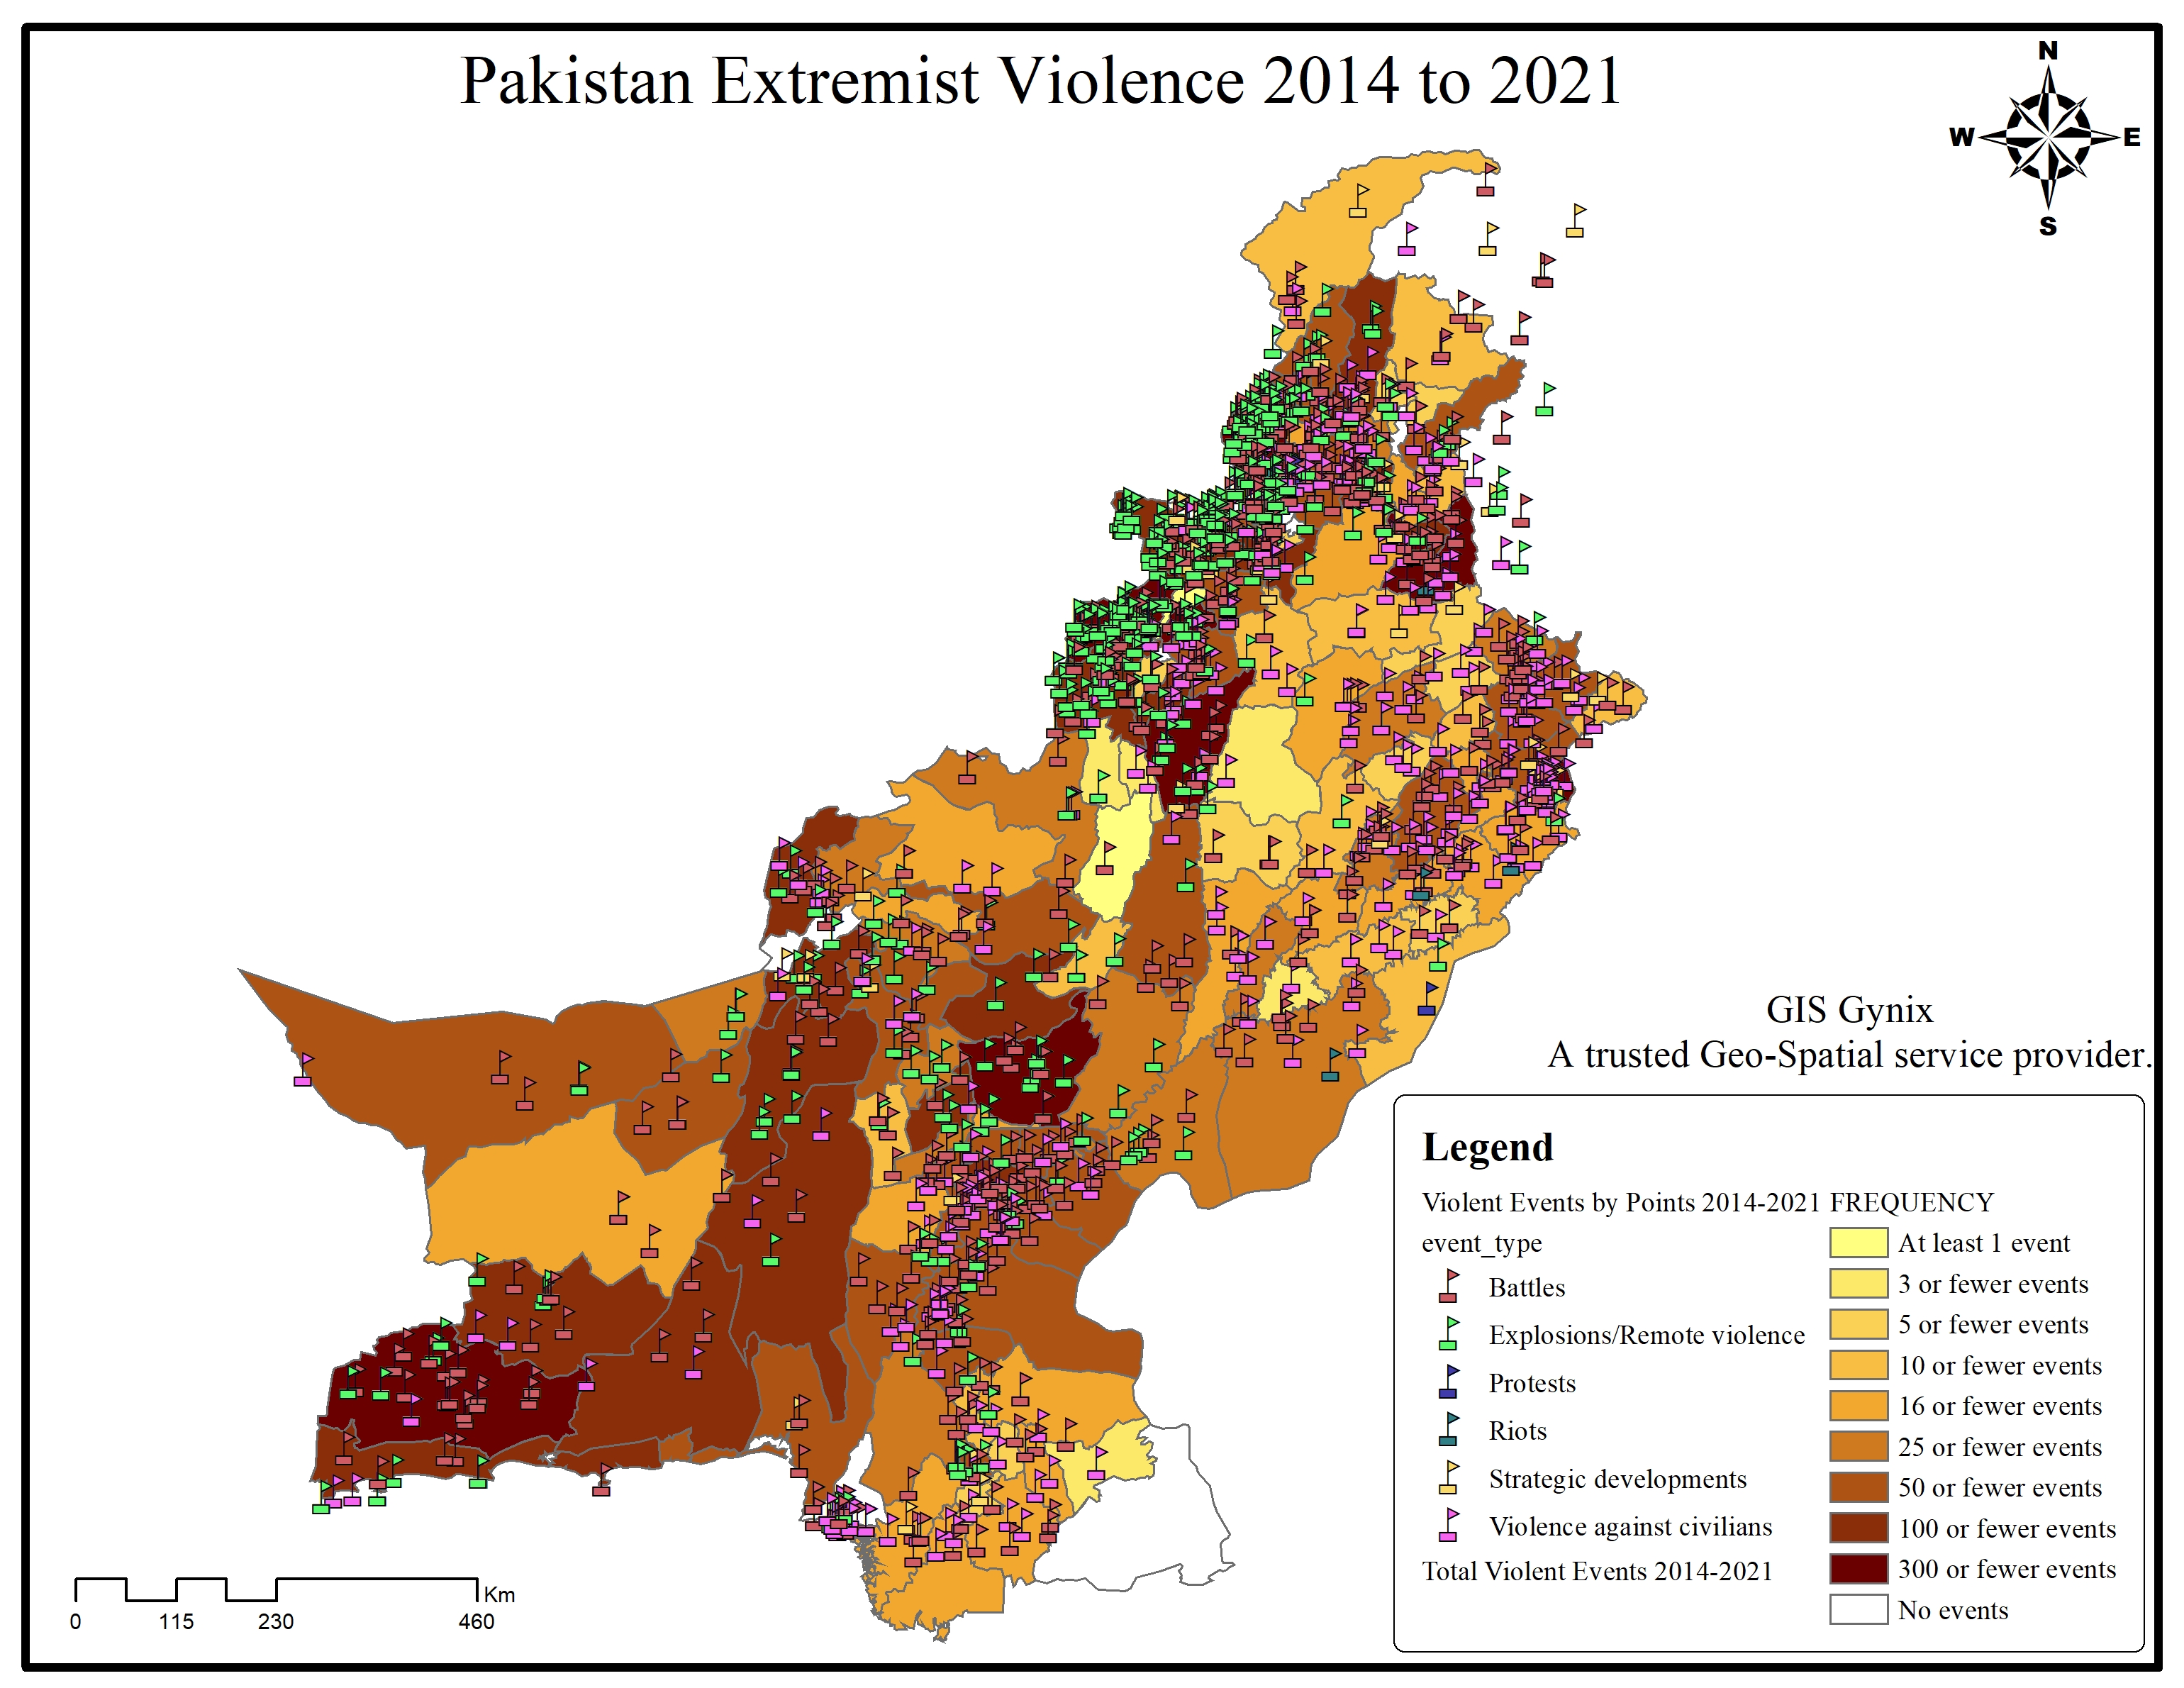 Pakistan Extremist Violence 2014 to 2021
N
W
E
S
GIS Gynix
A trusted Geo-Spatial service provider.
Legend
Violent Events by Points 2014-2021
event_type
Battles
Explosions/Remote violence
Protests
Riots
Strategic developments
Violence against civilians
Total Violent Events 2014-2021
FREQUENCY
At least 1 event
3 or fewer events
5 or fewer events
10 or fewer events
16 or fewer events
25 or fewer events
50 or fewer events
100 or fewer events
300 or fewer events
No events
Km
0 115 230 460